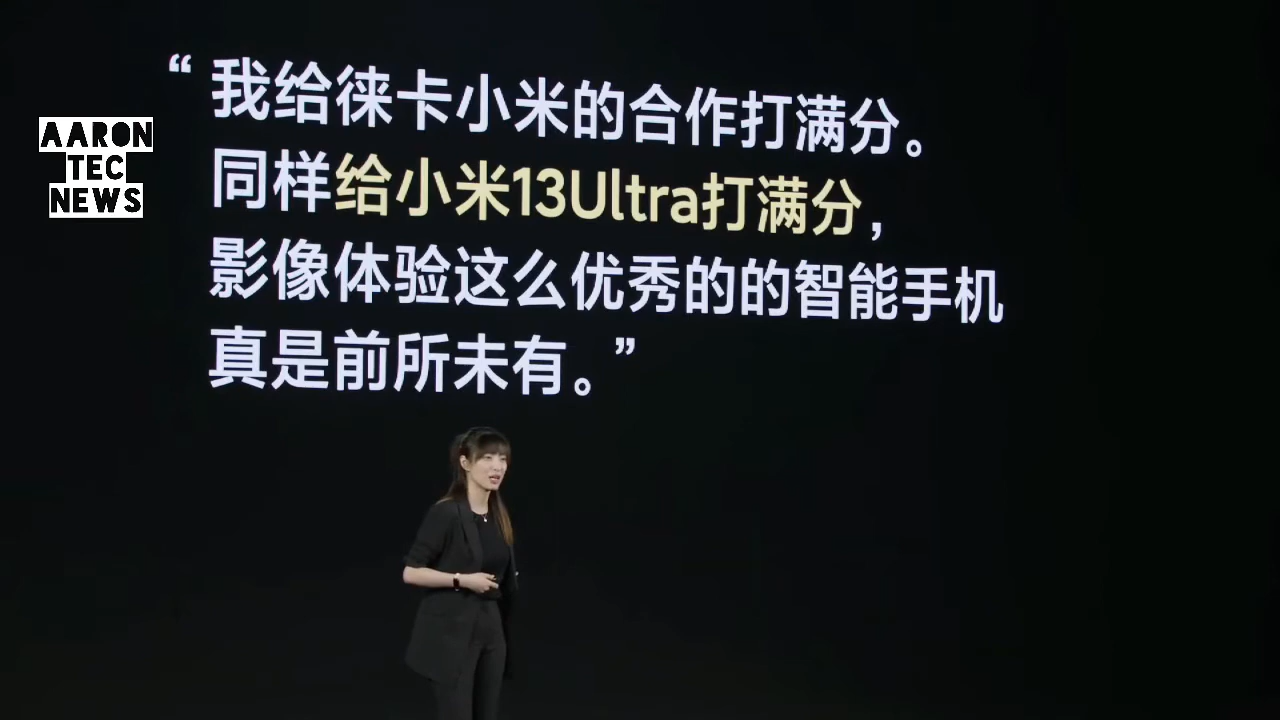 AARON
TEC
NEWS
“我给徕卡小米的合作打满分。
同样给小米13Ultra打满分，
影像体验这么优秀的的智能手机
真是前所未有。”